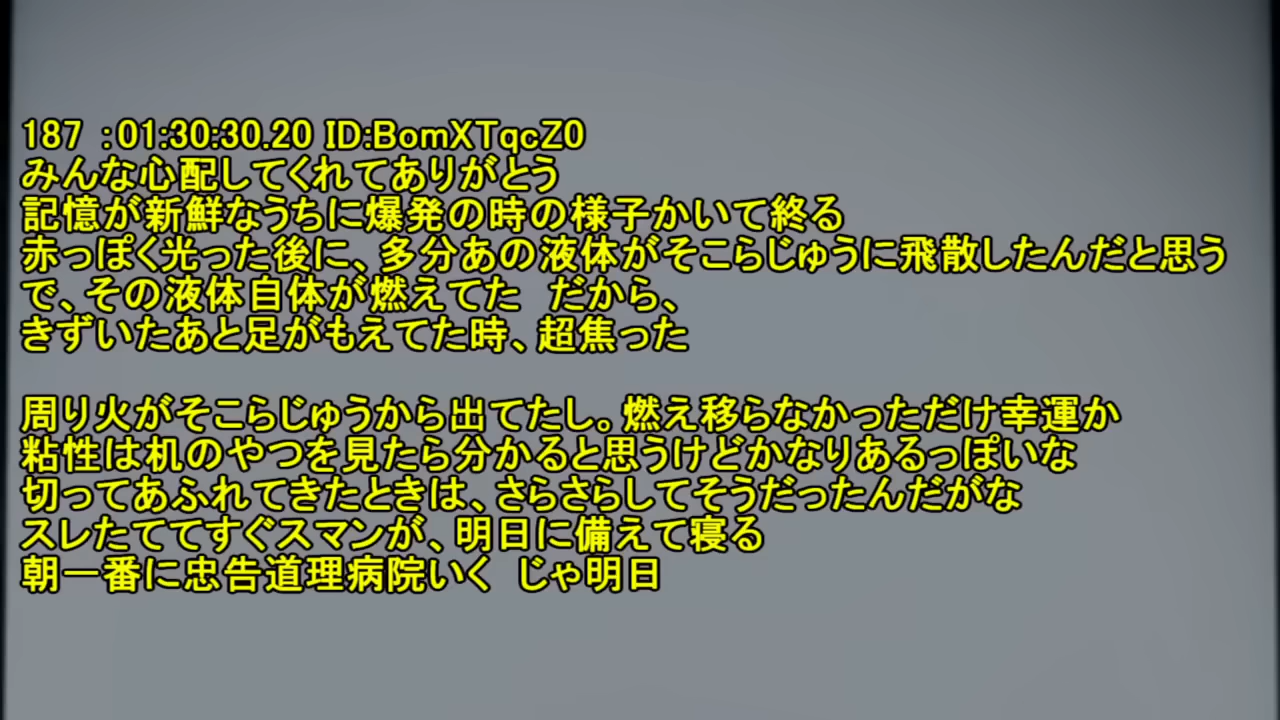 187 :01:30:30.20 ID:BomXTqcZ0
みんな心配してくれてありがとう
記憶が新鮮なうちに爆発の時の様子かいて終る
赤っぽく光った後に、多分あの液体がそこらじゅうに飛散したんだと思う
で、その液体自体が燃えてた　だから、
きずいたあと足がもえてた時、超焦った
周り火がそこらじゅうから出てたし。燃え移らなかっただけ幸運か
粘性は机のやつを見たら分かると思うけどかなりあるっぽいな
切ってあふれてきたときは、さらさらしてそうだったんだがな
スレたててすぐスマンが、明日に備えて寝る
朝一番に忠告道理病院いく　じゃ明日